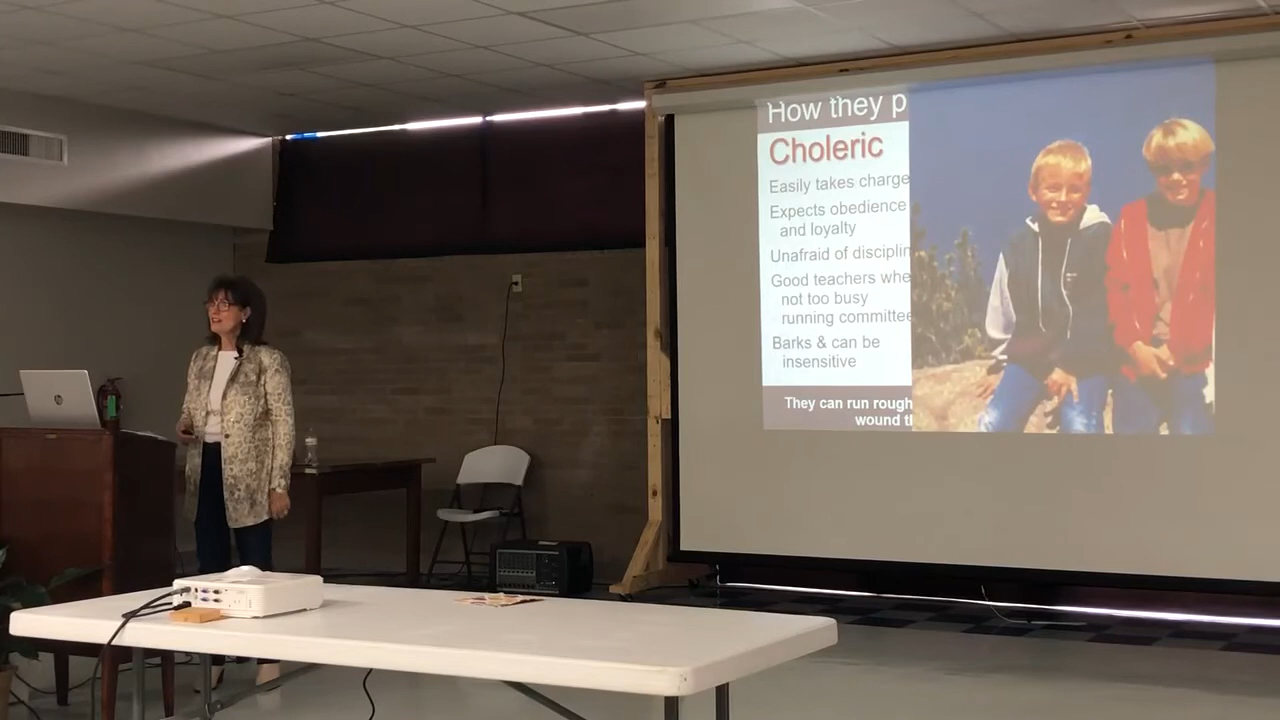 How they p
Choleric
Easily takes charge
Expects obedience
and loyalty
Unafraid of disciplin
Good teachers whe
not too busy
running committee
Barks & can be
insensitive
They can run rough
wound th